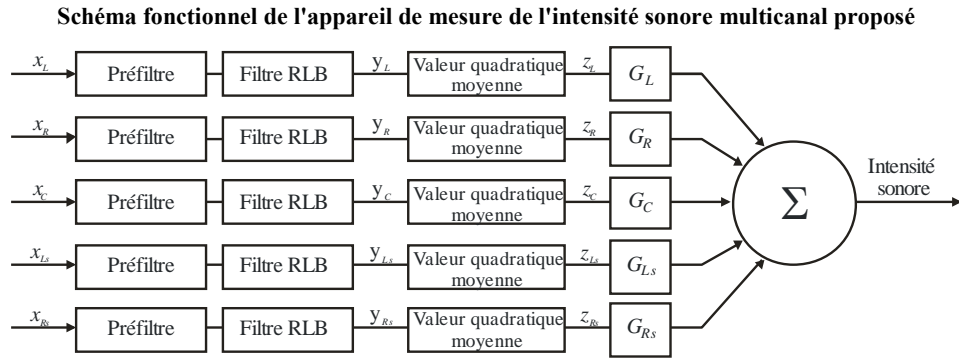 Schéma fonctionnel de l'appareil de mesure de l'intensité sonore multicanal proposé
x_L Préfiltre Filtre RLB y_L Valeur quadratique moyenne z_L G_L
x_R Préfiltre Filtre RLB y_R Valeur quadratique moyenne z_R G_R
x_C Préfiltre Filtre RLB y_C Valeur quadratique moyenne z_C G_C
x_Ls Préfiltre Filtre RLB y_Ls Valeur quadratique moyenne z_Ls G_Ls
x_Rs Préfiltre Filtre RLB y_Rs Valeur quadratique moyenne z_Rs G_Rs
Σ
Intensité
sonore